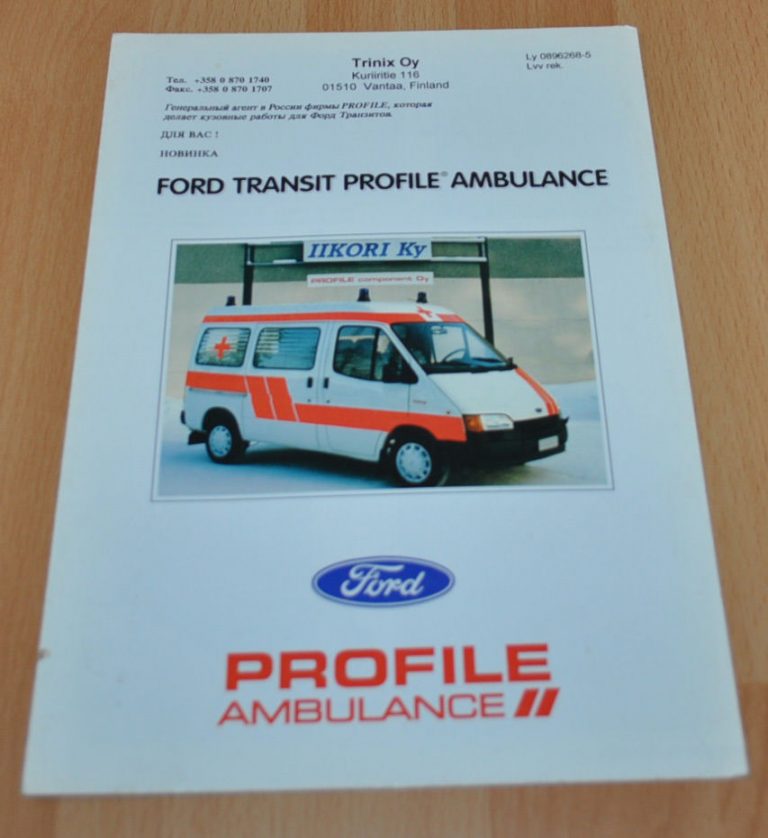 Trinix Oy
Kuriiritie 116
01510 Vantaa, Finland
Ly 0896268-5
Lvv rek.
Тел. +358 0 870 1740
Факс. +358 0 870 1707
Генеральный агент в России фирмы PROFILE, которая
делает кузовные работы для Форд Транзитов.
ДЛЯ ВАС !
НОВИНКА
FORD TRANSIT PROFILE® AMBULANCE
IIKORI Ky
PROFILE component Oy
Ford
PROFILE
AMBULANCE